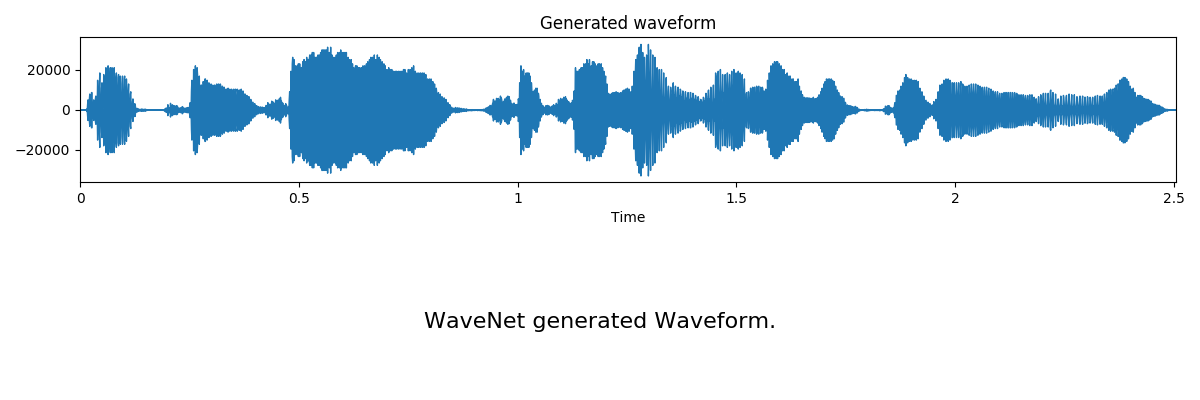 Generated waveform
20000
0
−20000
0 0.5 1 1.5 2 2.5
Time
WaveNet generated Waveform.